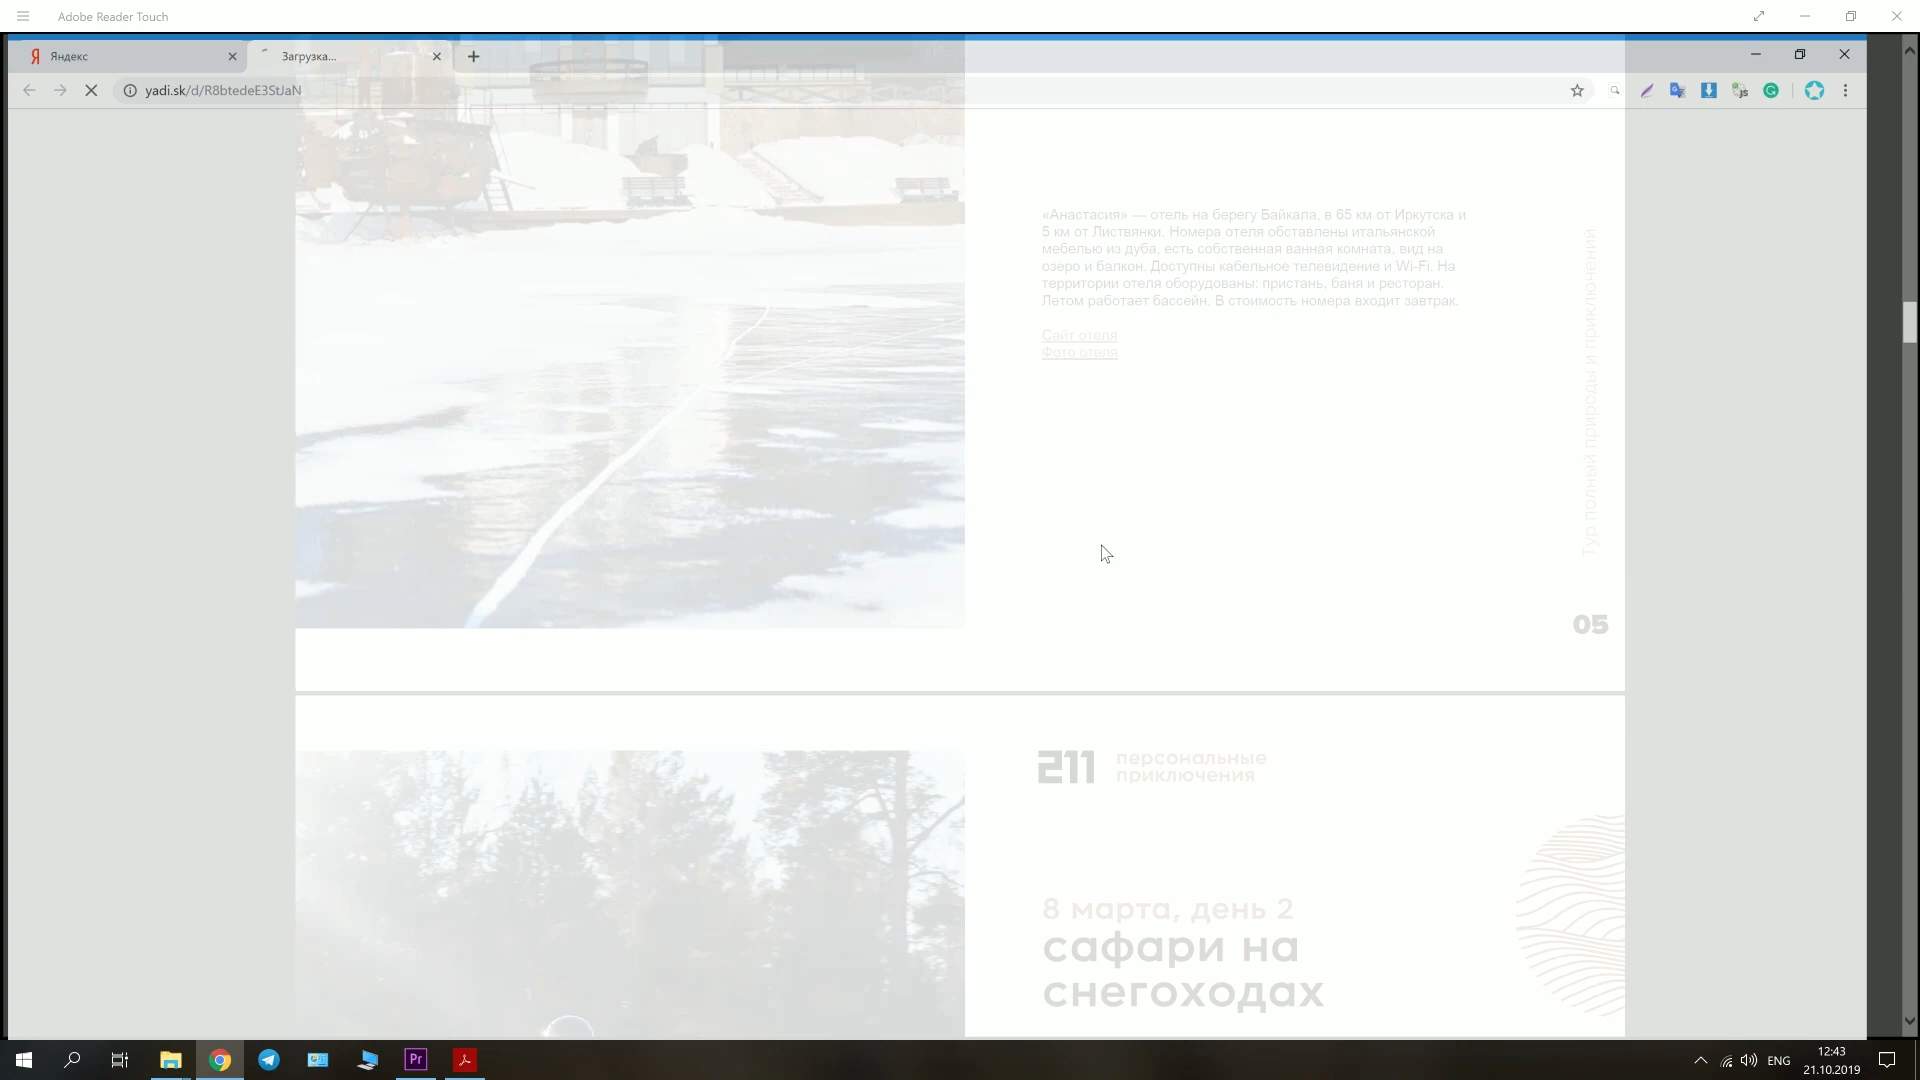 Adobe Reader Touch
Яндекс
Загрузка...
yadi.sk/d/R8btedeE3StJaN
«Анастасия» — отель на берегу Байкала, в 65 км от Иркутска и
5 км от Листвянки. Номера отеля обставлены итальянской
мебелью из дуба, есть собственная ванная комната, вид на
озеро и балкон. Доступны кабельное телевидение и Wi-Fi. На
территории отеля оборудованы: пристань, баня и ресторан.
Летом работает бассейн. В стоимость номера входит завтрак.
Сайт отеля
Фото отеля
Тур полный природы и приключений
05
211
персональные
приключения
8 марта, день 2
сафари на
снегоходах
Pr
ENG
12:43
21.10.2019